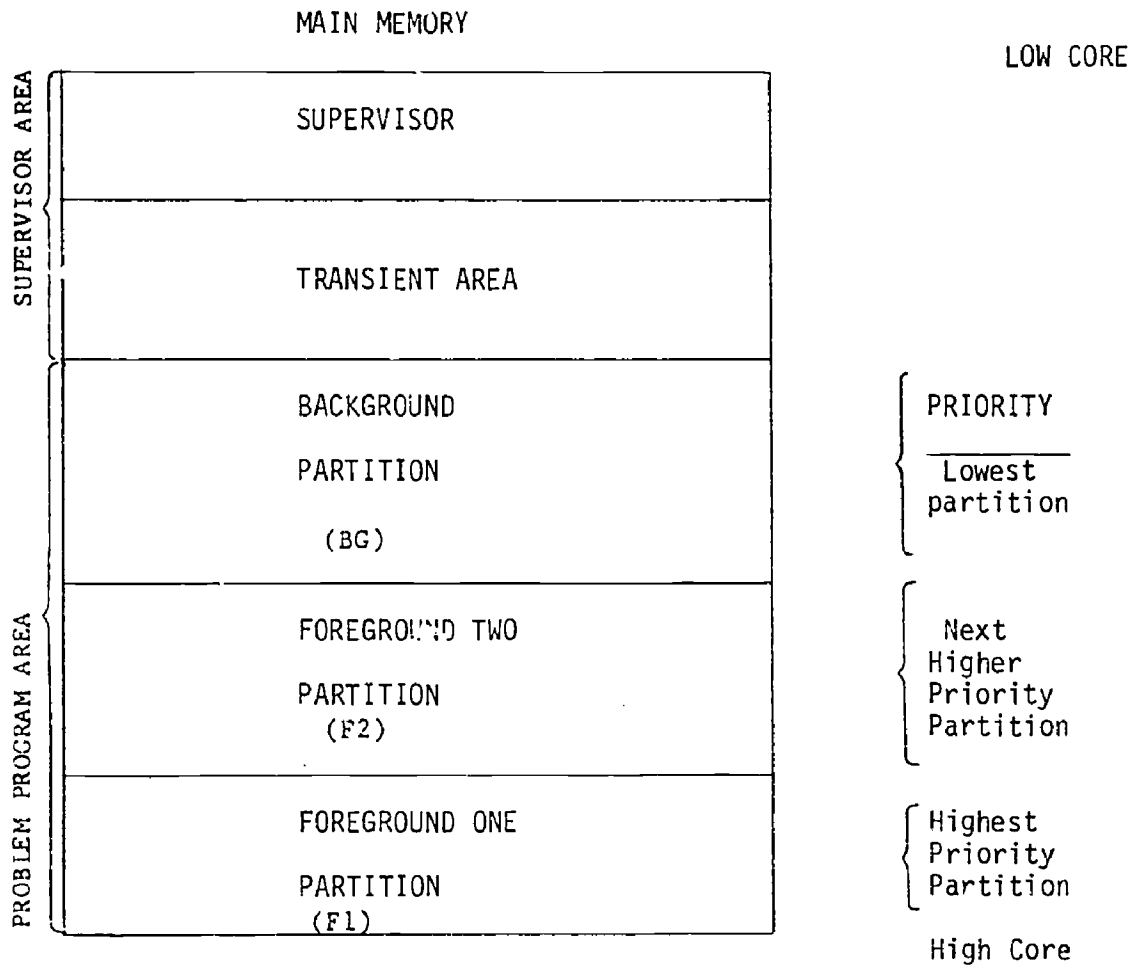 MAIN MEMORY
LOW CORE
SUPERVISOR AREA
SUPERVISOR
TRANSIENT AREA
PROBLEM PROGRAM AREA
BACKGROUND
PARTITION
(BG)
PRIORITY
Lowest
partition
FOREGROUND TWO
PARTITION
(F2)
Next
Higher
Priority
Partition
FOREGROUND ONE
PARTITION
(F1)
Highest
Priority
Partition
High Core